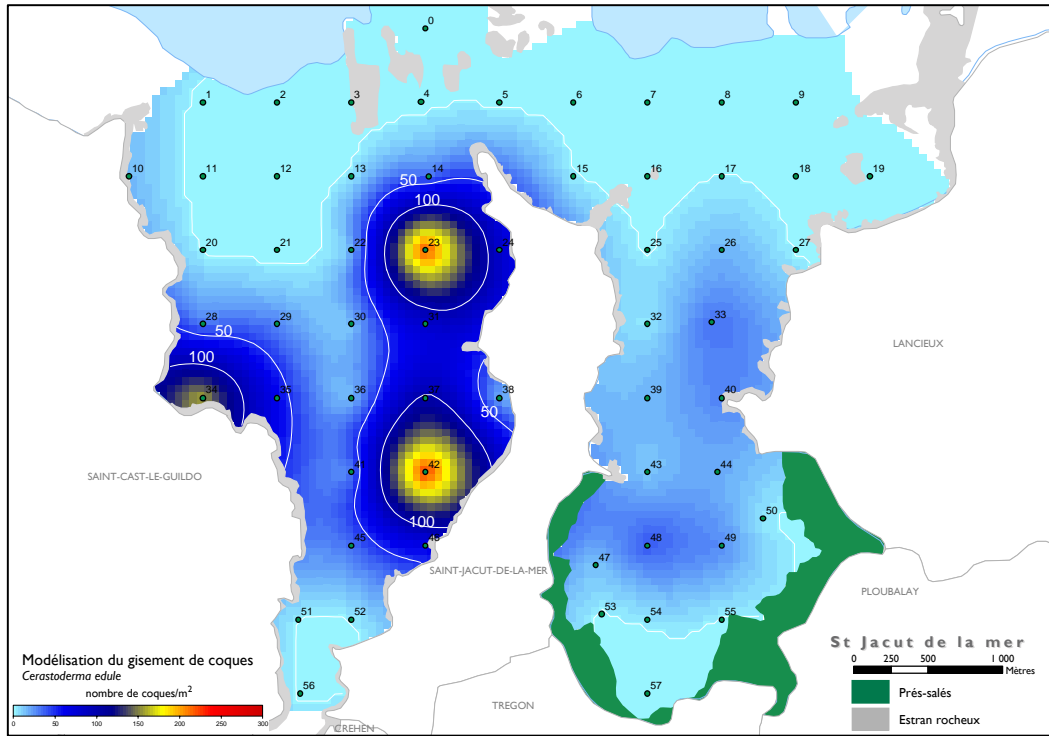 0
1 2 3 4 5 6 7 8 9
10 11 12 13 14 15 16 17 18 19
50
100
20 21 22 23 24 25 26 27
28 29 30 31 32 33
50
LANCIEUX
100
34 35 36 37 38 39 40
50
SAINT-CAST-LE-GUILDO
41 42 43 44
100
50
45 46 48 49
47
SAINT-JACUT-DE-LA-MER
PLOUBALAY
51 52 53 54 55
St Jacut de la mer
0 250 500 1 000
Mètres
Modélisation du gisement de coques
Cerastoderma edule
nombre de coques/m²
56 57
Prés-salés
TREGON
0 50 100 150 200 250 300
Estran rocheux
CREHEN